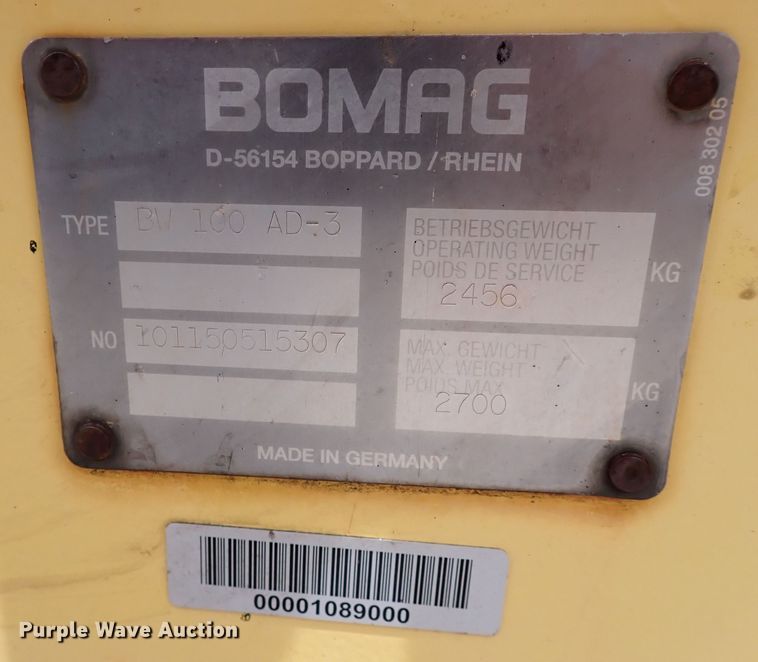 BOMAG
D-56154 BOPPARD / RHEIN
008 302 05
TYPE BW 100 AD-3
BETRIEBSGEWICHT
OPERATING WEIGHT
POIDS DE SERVICE
2456 KG
NO 101150515307
MAX. GEWICHT
MAX. WEIGHT
POIDS MAX.
2700 KG
MADE IN GERMANY
00001089000
Purple Wave Auction